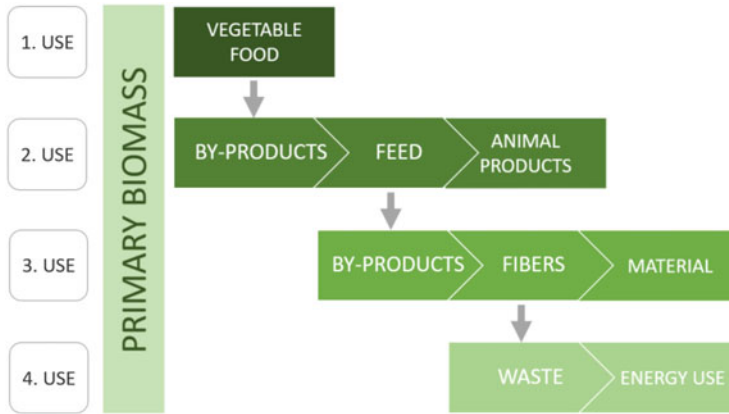 1. USE
PRIMARY BIOMASS
VEGETABLE
FOOD
2. USE
BY-PRODUCTS
FEED
ANIMAL
PRODUCTS
3. USE
BY-PRODUCTS
FIBERS
MATERIAL
4. USE
WASTE
ENERGY USE